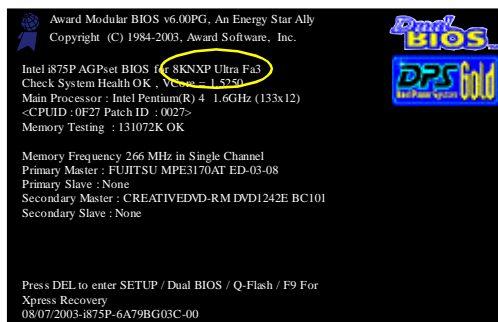 Award Modular BIOS v6.00PG, An Energy Star Ally
Copyright (C) 1984-2003, Award Software, Inc.
Dual
BIOS
Intel i875P AGPset BIOS for 8KNXP Ultra Fa3
Check System Health OK , VCore = 1.5250
Main Processor : Intel Pentium(R) 4 1.6GHz (133x12)
<CPUID : 0F27 Patch ID : 0027>
Memory Testing : 131072K OK
DPS Gold
Dual Power System
Memory Frequency 266 MHz in Single Channel
Primary Master : FUJITSU MPE3170AT ED-03-08
Primary Slave : None
Secondary Master : CREATIVEDVD-RM DVD1242E BC101
Secondary Slave : None
Press DEL to enter SETUP / Dual BIOS / Q-Flash / F9 For
Xpress Recovery
08/07/2003-i875P-6A79BG03C-00